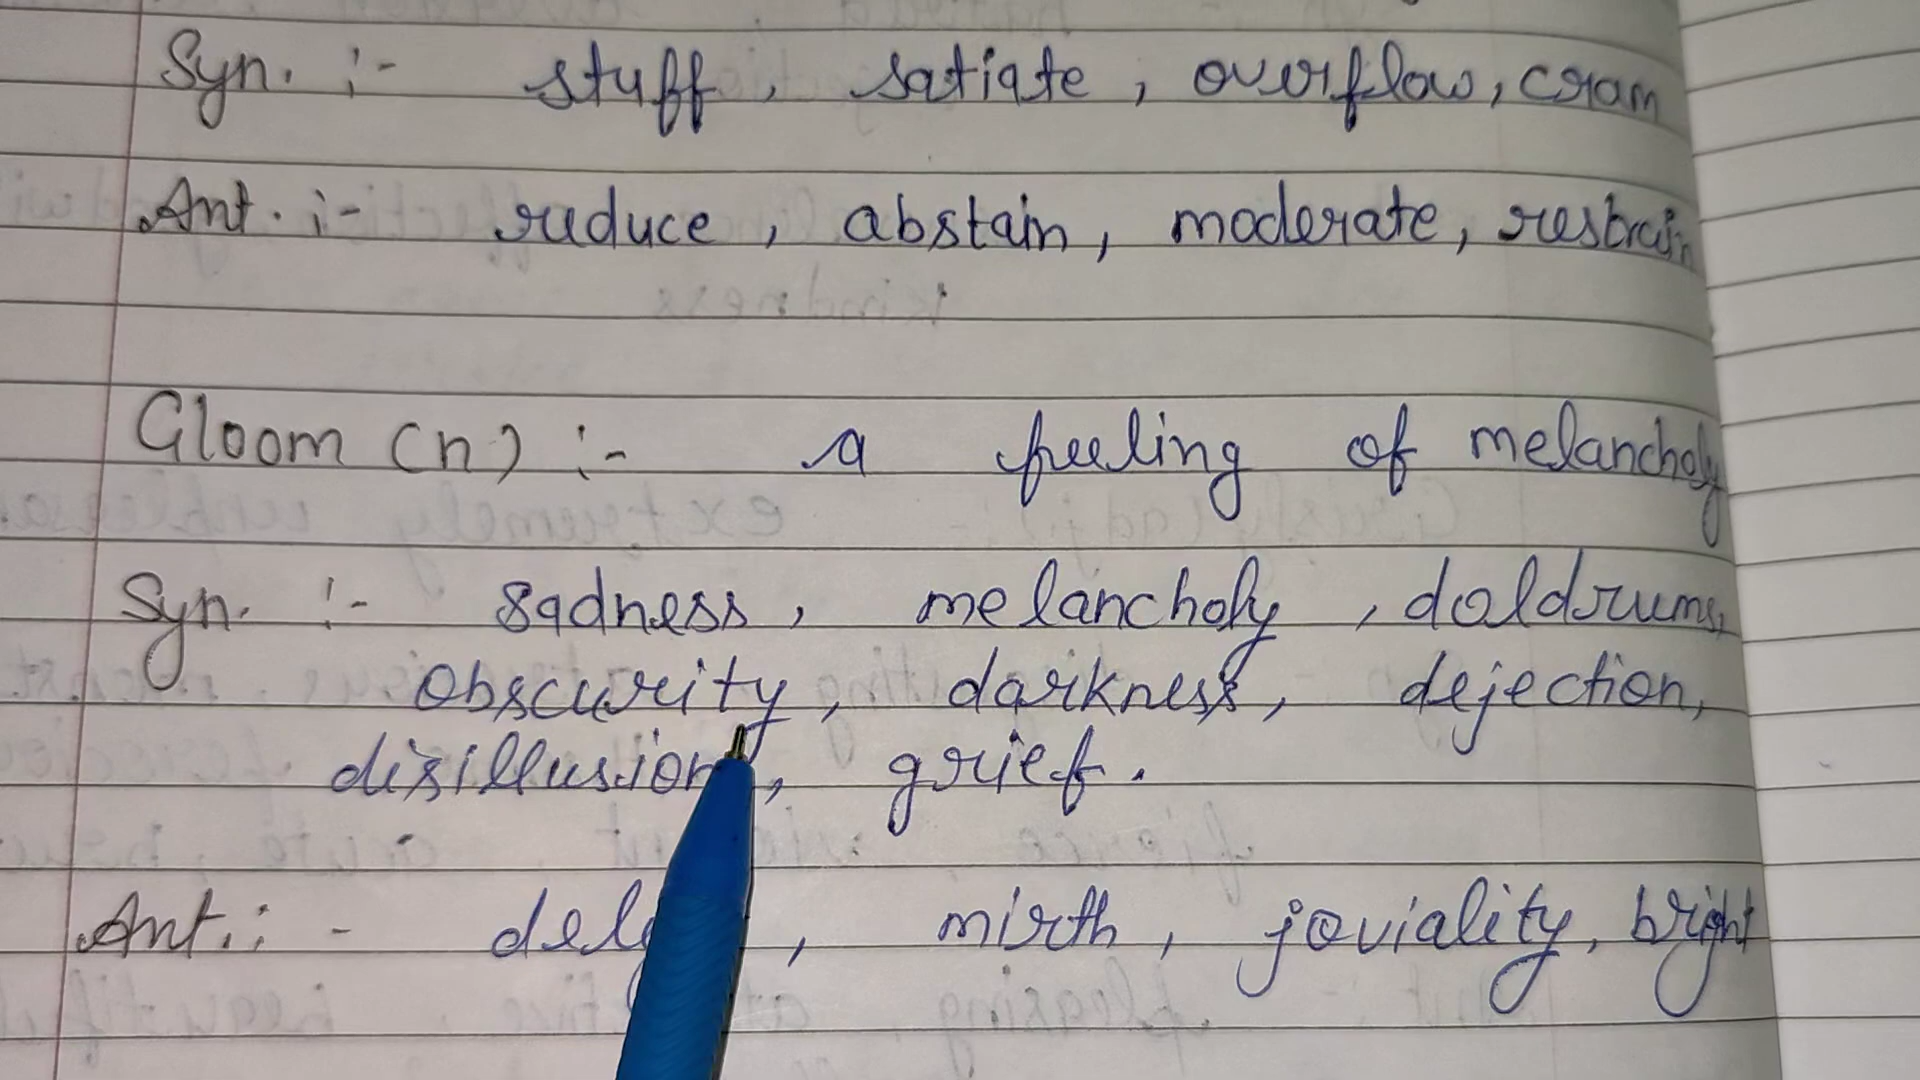 Syn. :- stuff, satiate, overflow, cram
Ant. :- reduce, abstain, moderate, restrain
Gloom (n) :- a feeling of melancholy
Syn. :- sadness, melancholy, doldrums,
obscurity, darkness, dejection,
disillusion, grief.
Ant. :- , mirth, joviality, bright